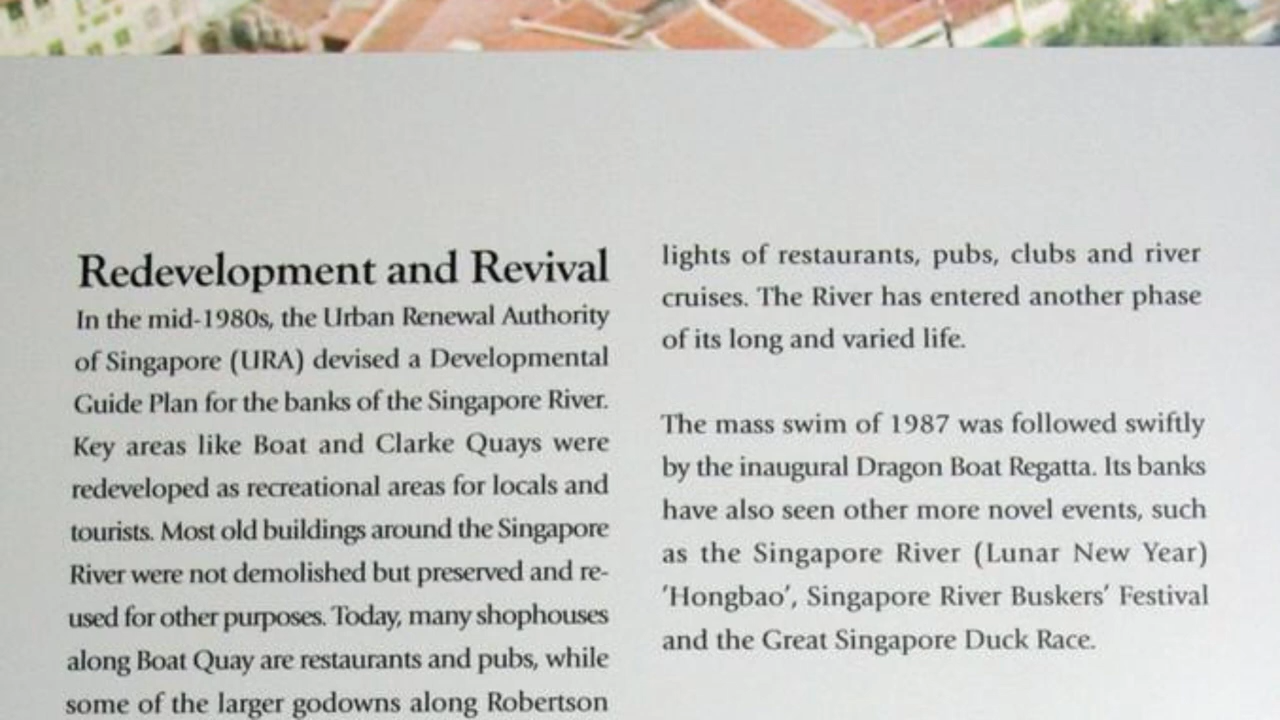 Redevelopment and Revival
In the mid-1980s, the Urban Renewal Authority
of Singapore (URA) devised a Developmental
Guide Plan for the banks of the Singapore River.
Key areas like Boat and Clarke Quays were
redeveloped as recreational areas for locals and
tourists. Most old buildings around the Singapore
River were not demolished but preserved and re-
used for other purposes. Today, many shophouses
along Boat Quay are restaurants and pubs, while
some of the larger godowns along Robertson
lights of restaurants, pubs, clubs and river
cruises. The River has entered another phase
of its long and varied life.
The mass swim of 1987 was followed swiftly
by the inaugural Dragon Boat Regatta. Its banks
have also seen other more novel events, such
as the Singapore River (Lunar New Year)
'Hongbao', Singapore River Buskers' Festival
and the Great Singapore Duck Race.